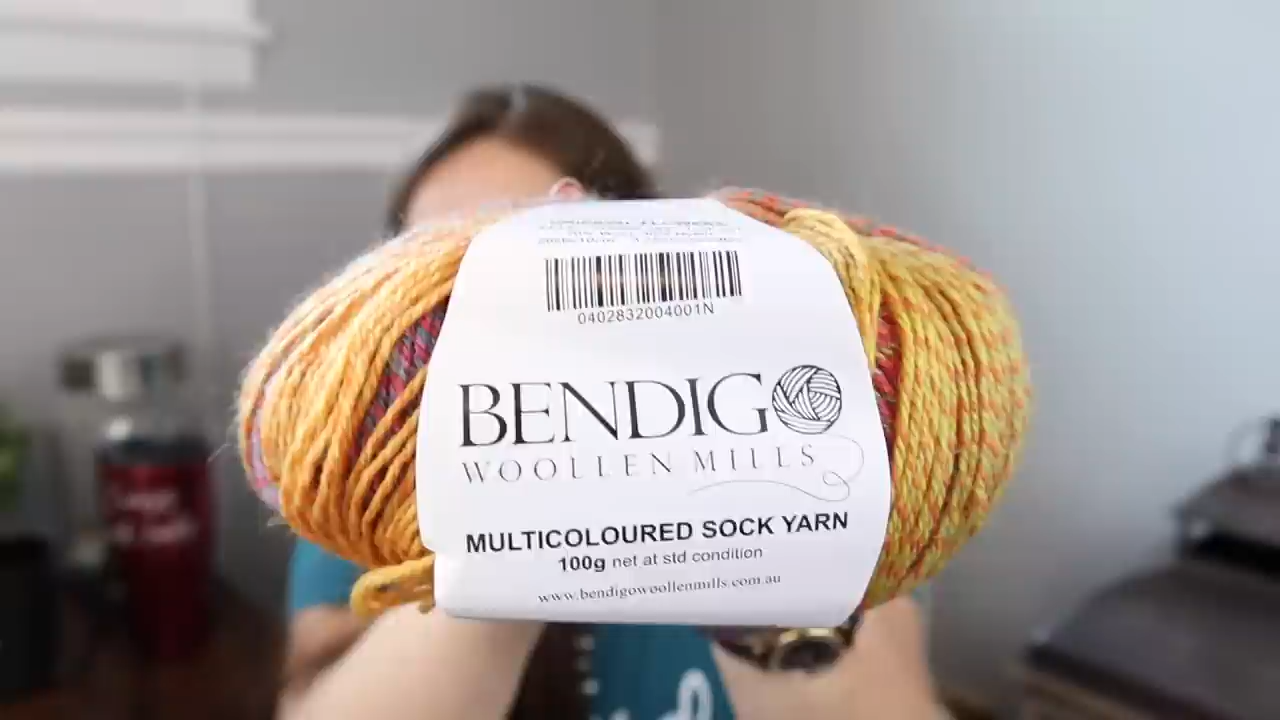 0402832004001N
BENDIGO
WOOLLEN MILLS
MULTICOLOURED SOCK YARN
100g net at std condition
www.bendigowoollenmills.com.au